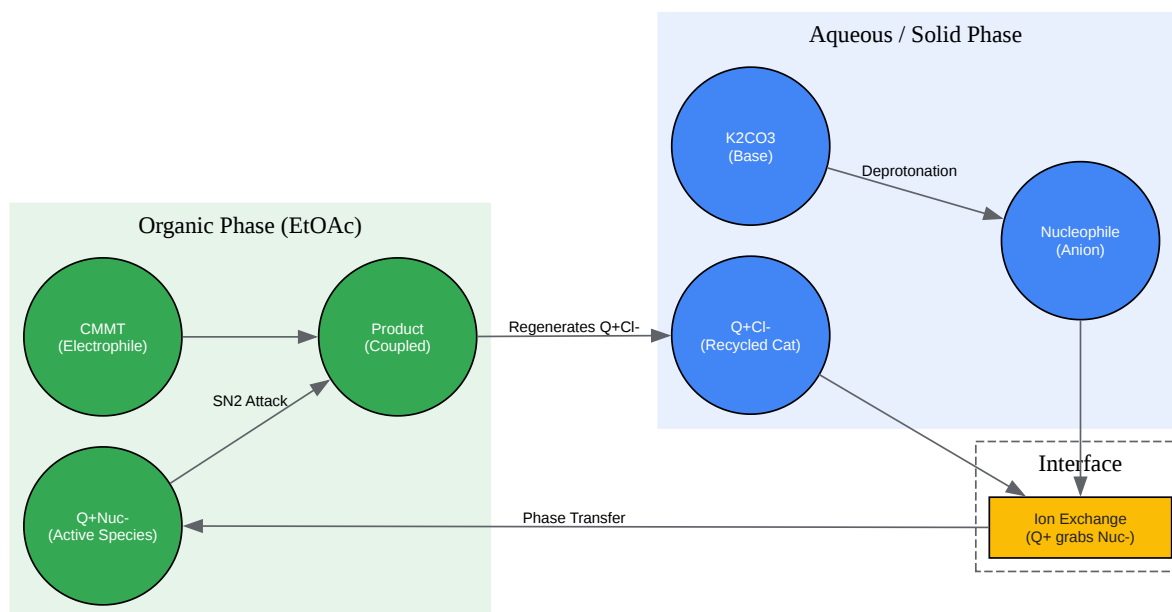 Aqueous / Solid Phase
K2CO3
(Base)
Deprotonation
Nucleophile
(Anion)
Organic Phase (EtOAc)
CMMT
(Electrophile)
Product
(Coupled)
Regenerates Q+Cl-
Q+Cl-
(Recycled Cat)
SN2 Attack
Interface
Q+Nuc-
(Active Species)
Phase Transfer
Ion Exchange
(Q+ grabs Nuc-)